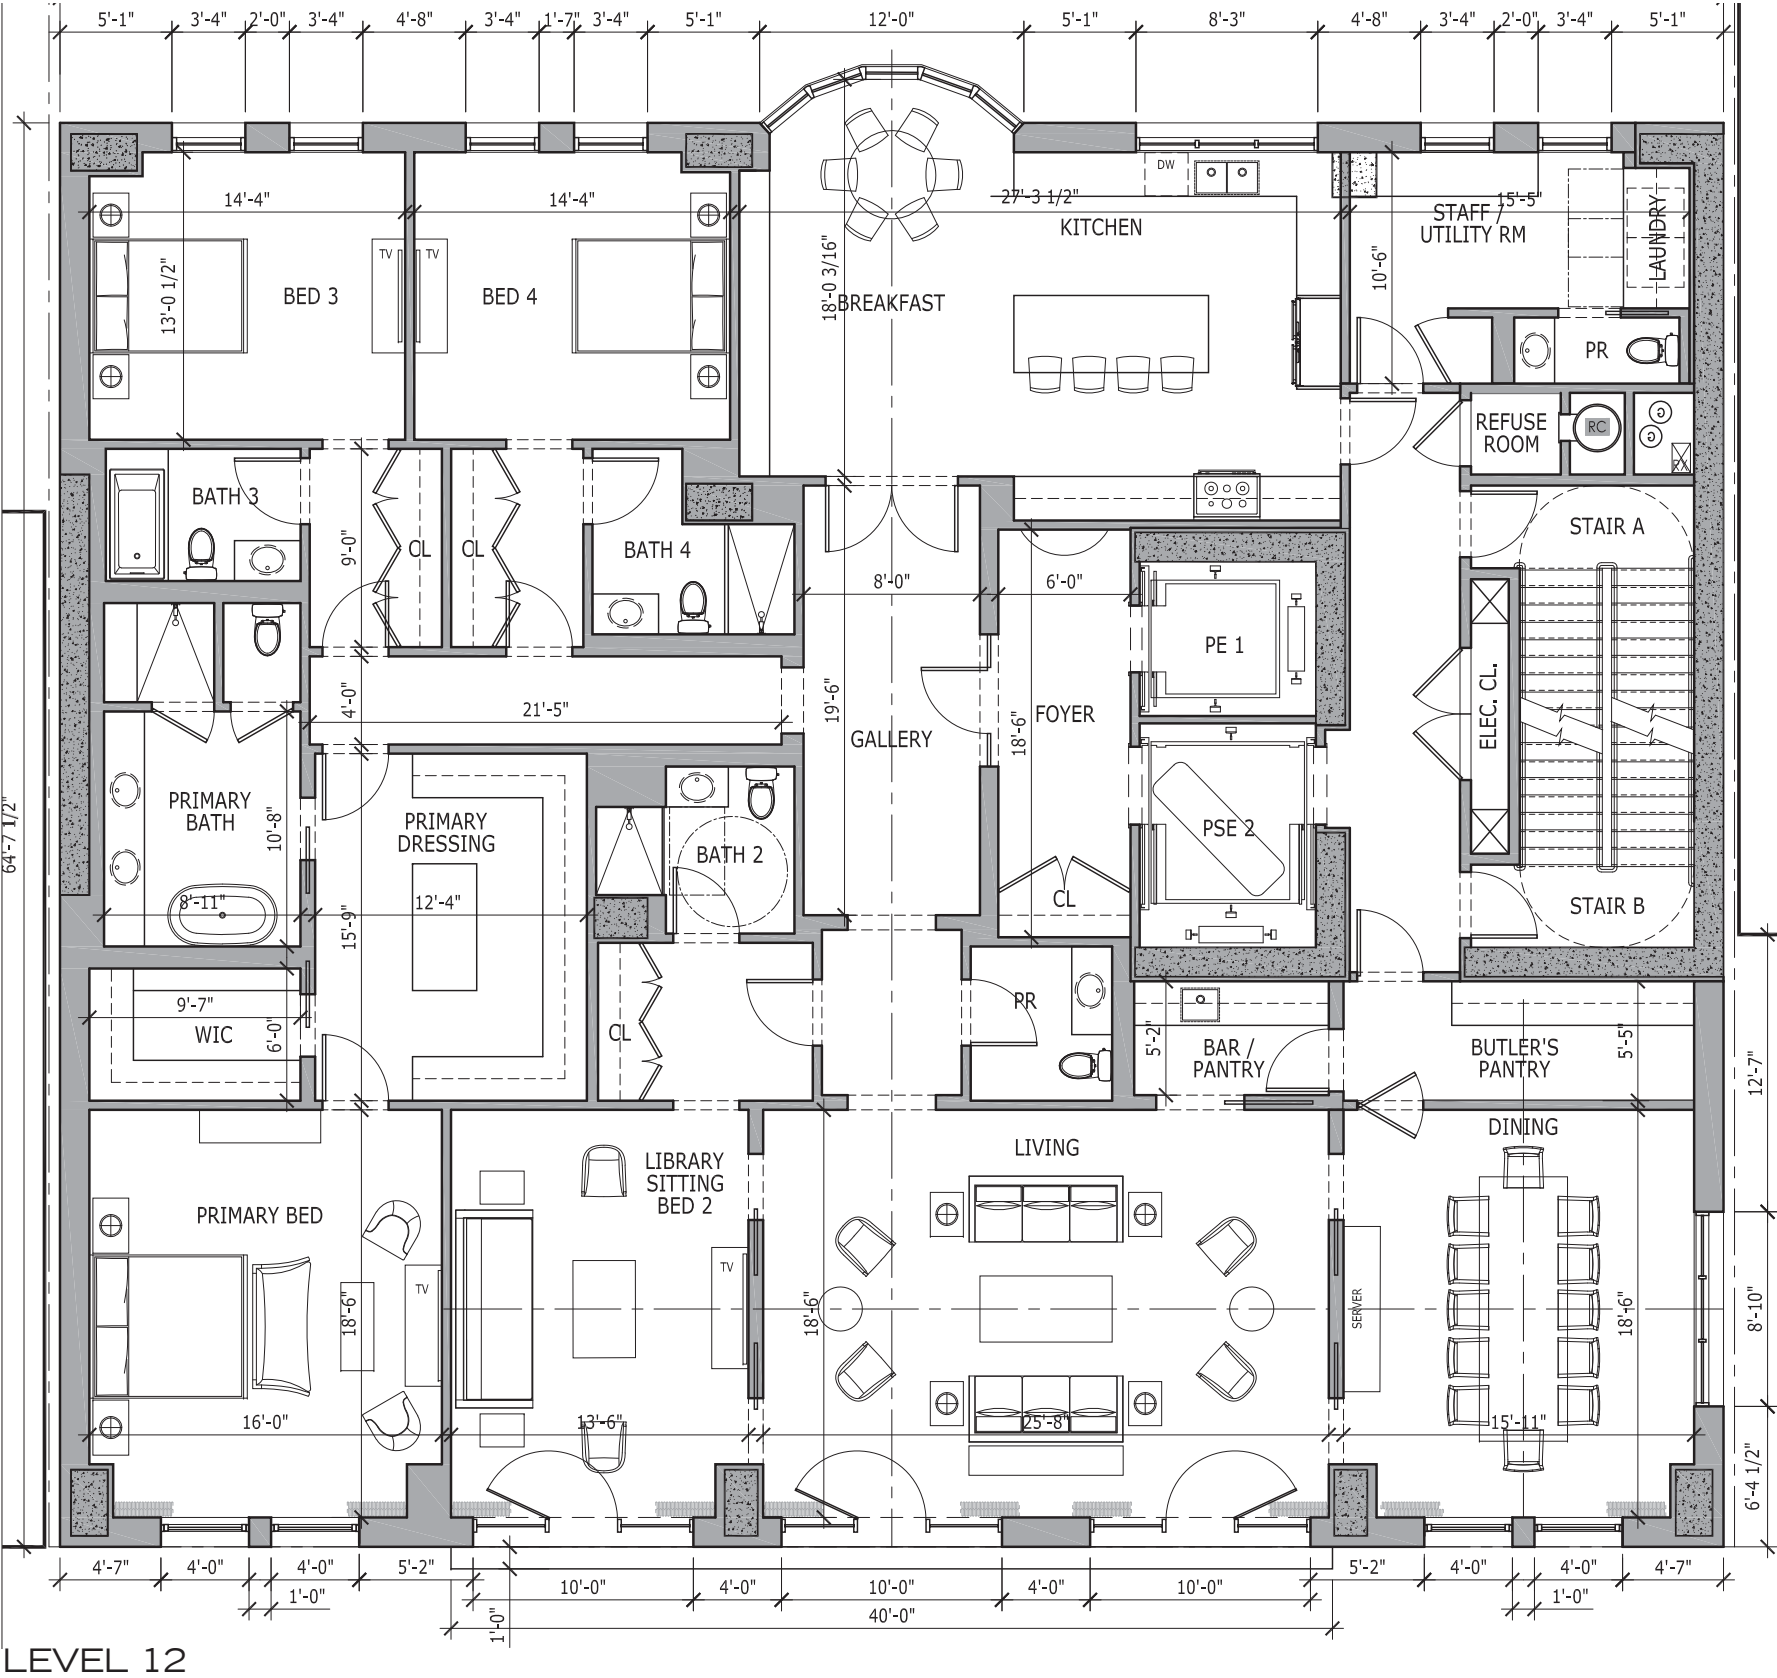 5'-1" 3'-4" 2'-0" 3'-4" 4'-8" 3'-4" 1'-7" 3'-4" 5'-1" 12'-0" 5'-1" 8'-3" 4'-8" 3'-4" 2'-0" 3'-4" 5'-1"
DW
14'-4" 14'-4" 27'-3 1/2" 15'-5"
KITCHEN
STAFF /
UTILITY RM
LAUNDRY
TV TV
13'-0 1/2"
18'-0 3/16"
10'-6"
BED 3
BED 4
BREAKFAST
PR
REFUSE
ROOM
RC
RX
BATH 3
STAIR A
9'-0"
CL CL
BATH 4
8'-0" 6'-0"
PE 1
4'-0"
21'-5"
19'-6"
18'-6"
FOYER
GALLERY
ELEC. CL.
64'-7 1/2"
PRIMARY
BATH
10'-8"
PRIMARY
DRESSING
PSE 2
BATH 2
8'-11"
15'-9"
12'-4"
CL
STAIR B
9'-7"
WIC
6'-0"
CL
PR
5'-2"
BAR /
PANTRY
BUTLER'S
PANTRY
5'-5"
12'-7"
LIVING
DINING
LIBRARY
SITTING
BED 2
PRIMARY BED
TV
TV
18'-6"
18'-6"
SERVER
18'-6"
8'-10"
16'-0" 13'-6" 25'-8" 15'-11"
6'-4 1/2"
4'-7" 4'-0" 4'-0" 5'-2" 10'-0" 4'-0" 10'-0" 4'-0" 10'-0" 5'-2" 4'-0" 4'-0" 4'-7"
1'-0" 1'-0"
1'-0"
40'-0"
LEVEL 12